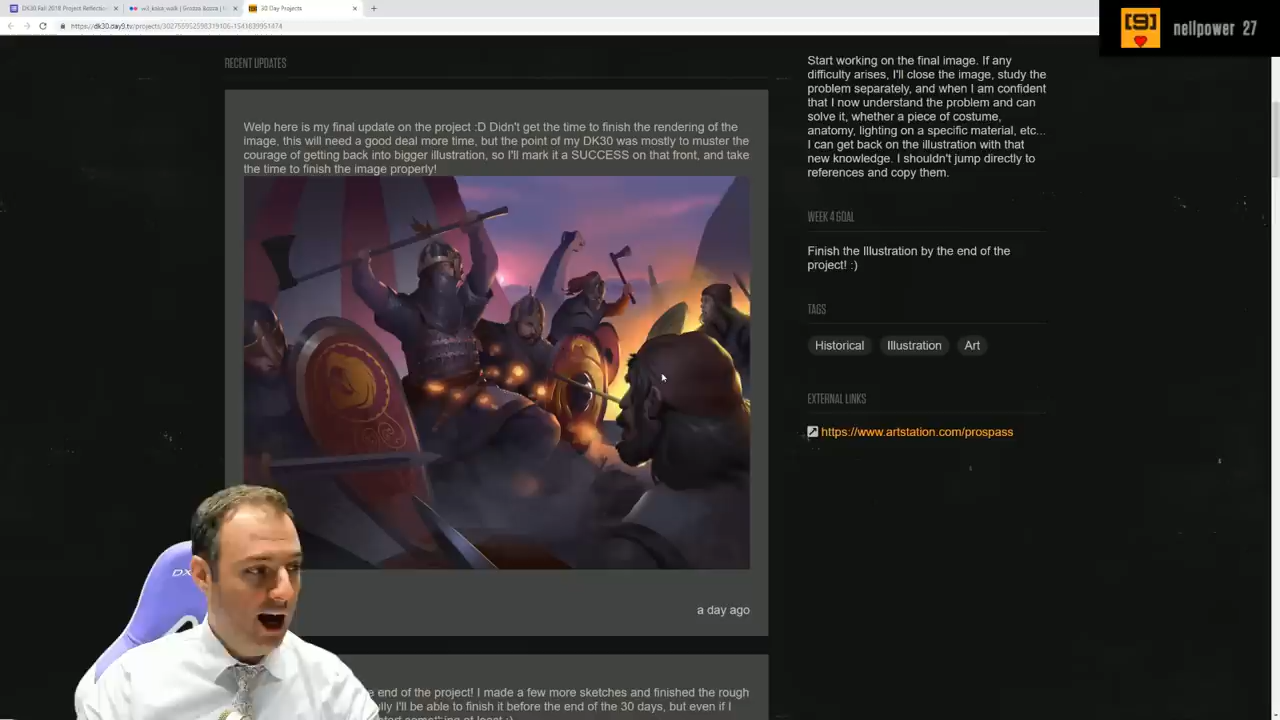 DK30 Fall 2018 Project Reflection
30 Day Projects
nellpower 27
RECENT UPDATES
Welp here is my final update on the project :D Didn't get the time to finish the rendering of the
image, this will need a good deal more time, but the point of my DK30 was mostly to muster the
courage of getting back into bigger illustration, so I'll mark it a SUCCESS on that front, and take
the time to finish the image properly!
a day ago
e end of the project! I made a few more sketches and finished the rough
lly I'll be able to finish it before the end of the 30 days, but even if I
Start working on the final image. If any
difficulty arises, I'll close the image, study the
problem separately, and when I am confident
that I now understand the problem and can
solve it, whether a piece of costume,
anatomy, lighting on a specific material, etc...
I can get back on the illustration with that
new knowledge. I shouldn't jump directly to
references and copy them.
WEEK 4 GOAL
Finish the Illustration by the end of the
project! :)
TAGS
Historical Illustration Art
EXTERNAL LINKS
https://www.artstation.com/prospass
DX